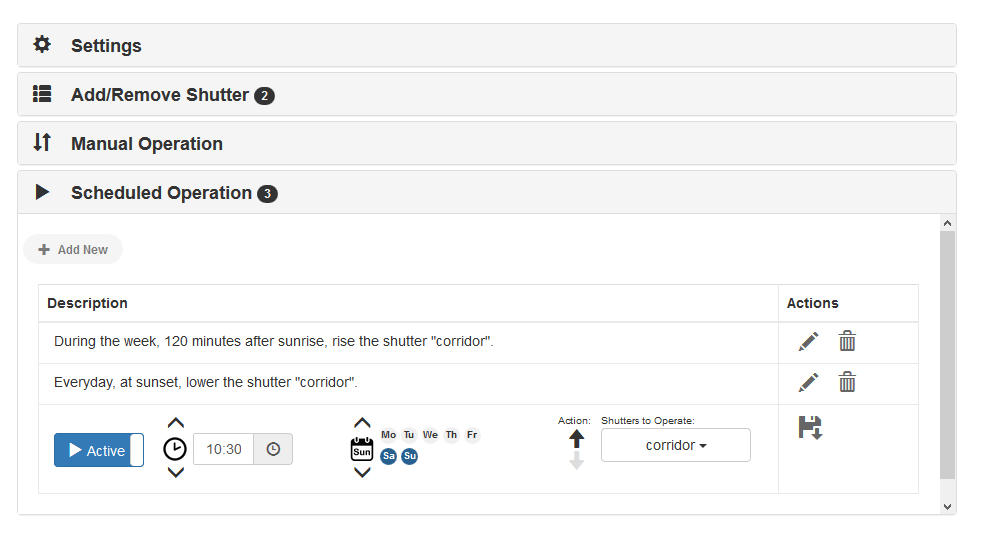 Settings
Add/Remove Shutter 2
Manual Operation
Scheduled Operation 3
Add New
Description Actions
During the week, 120 minutes after sunrise, rise the shutter "corridor".
Everyday, at sunset, lower the shutter "corridor".
Action: Shutters to Operate:
Active 10:30 Sun Mo Tu We Th Fr corridor
Sa Su